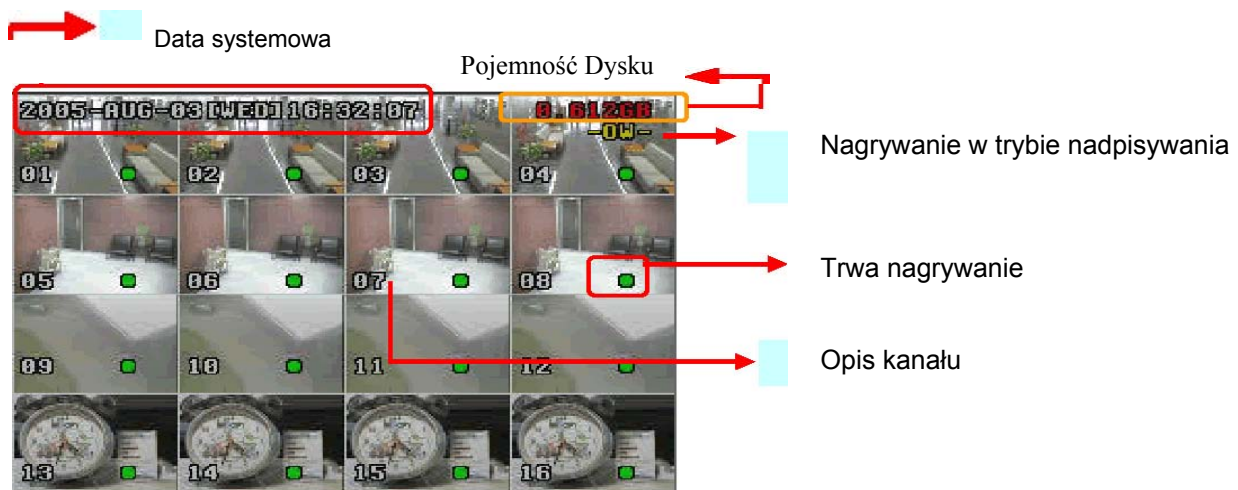 Data systemowa
Pojemność Dysku
2005-AUG-03[WED]16:32:07 0.612GB
-OW-
Nagrywanie w trybie nadpisywania
01 02 03 04
05 06 07 08
Trwa nagrywanie
09 10 11 12
Opis kanału
13 14 15 16